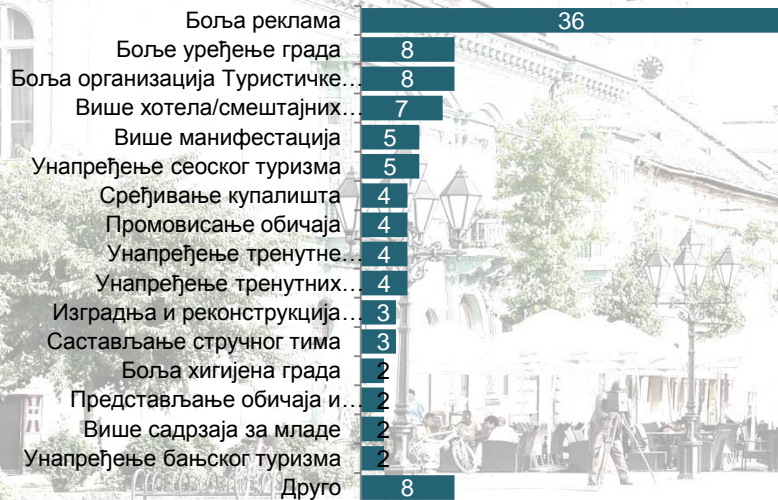 Боља реклама 36
Боље уређење града 8
Боља организација Туристичке… 8
Више хотела/смештајних… 7
Више манифестација 5
Унапређење сеоског туризма 5
Сређивање купалишта 4
Промовисање обичаја 4
Унапређење тренутне… 4
Унапређење тренутних… 4
Изградња и реконструкција… 3
Састављање стручног тима 3
Боља хигијена града 2
Представљање обичаја и… 2
Више садрзаја за младе 2
Унапређење бањског туризма 2
Друго 8